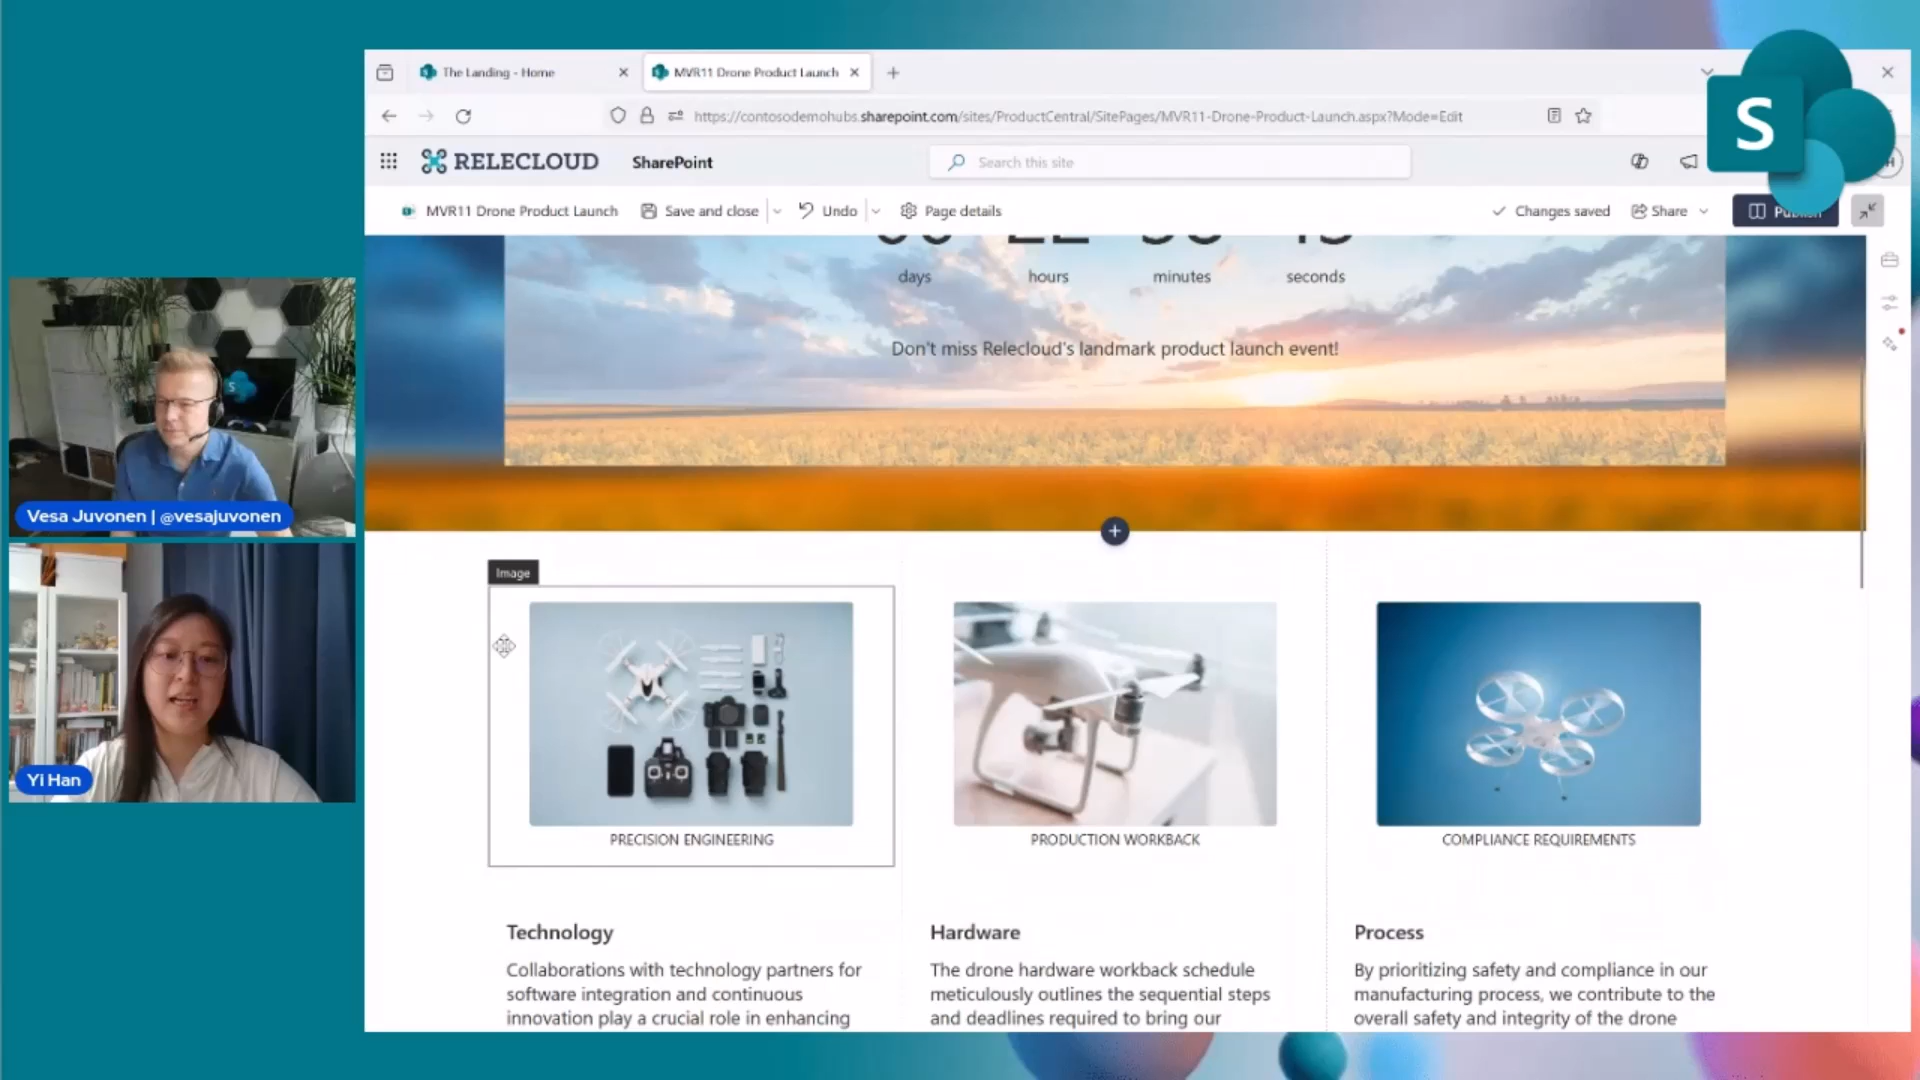 The Landing - Home
MVR11 Drone Product Launch
https://contosodemohubs.sharepoint.com/sites/ProductCentral/SitePages/MVR11-Drone-Product-Launch.aspx?Mode=Edit
RELECLOUD
SharePoint
Search this site
S
MVR11 Drone Product Launch
Save and close
Undo
Page details
Changes saved
Share
days
hours
minutes
seconds
Don't miss Relecloud's landmark product launch event!
Vesa Juvonen | @vesajuvonen
Yi Han
Image
PRECISION ENGINEERING
PRODUCTION WORKBACK
COMPLIANCE REQUIREMENTS
Technology
Collaborations with technology partners for
software integration and continuous
innovation play a crucial role in enhancing
Hardware
The drone hardware workback schedule
meticulously outlines the sequential steps
and deadlines required to bring our
Process
By prioritizing safety and compliance in our
manufacturing process, we contribute to the
overall safety and integrity of the drone